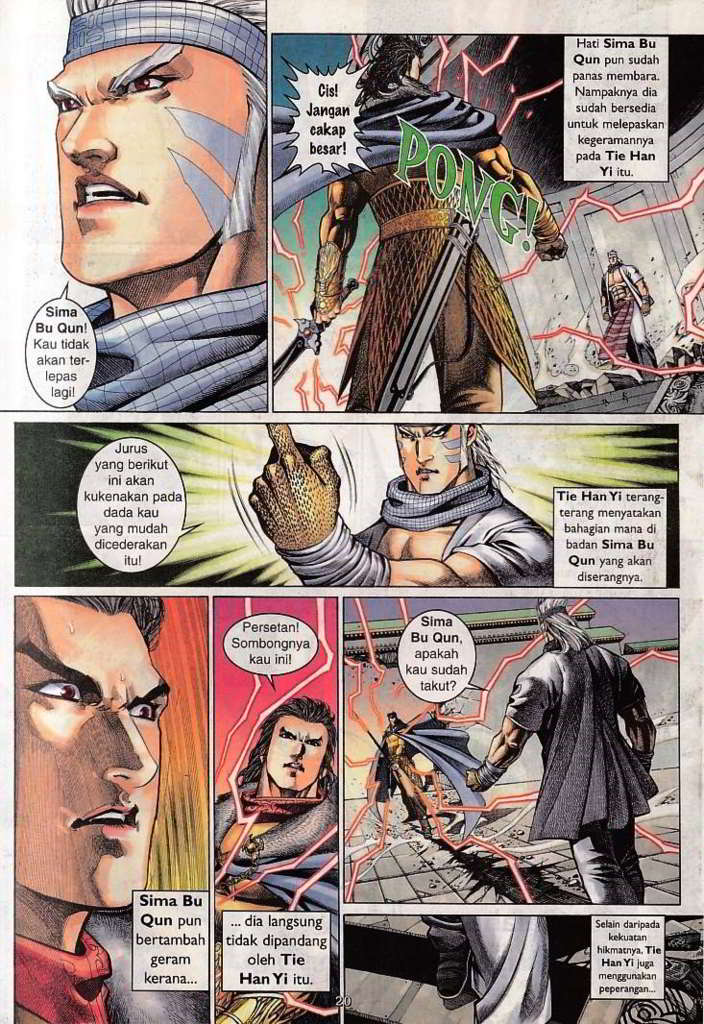 Sima
Bu Qun!
Kau tidak
akan ter-
lepas
lagi!
Cis!
Jangan
cakap
besar!
PONG!
Hati Sima Bu
Qun pun sudah
panas membara.
Nampaknya dia
sudah bersedia
untuk melepaskan
kegeramannya
pada Tie Han
Yi itu.
Jurus
yang berikut
ini akan
kukenakan pada
dada kau
yang mudah
dicederakan
itu!
Tie Han Yi terang-
terang menyatakan
bahagian mana di
badan Sima Bu
Qun yang akan
diserangnya.
Sima Bu
Qun pun
bertambah
geram
kerana...
Persetan!
Sombongnya
kau ini!
... dia langsung
tidak dipandang
oleh Tie
Han Yi itu.
Sima
Bu Qun,
apakah
kau sudah
takut?
Selain daripada
kekuatan
hikmatnya, Tie
Han Yi juga
menggunakan
peperangan...
20